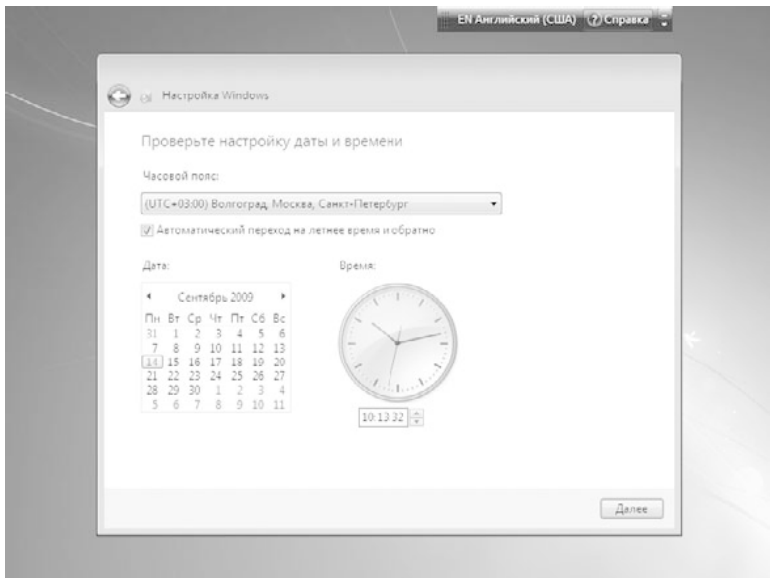 EN Английский (США) ? Справка
Настройка Windows
Проверьте настройку даты и времени
Часовой пояс:
(UTC+03:00) Волгоград, Москва, Санкт-Петербург
Автоматический переход на летнее время и обратно
Дата:
Время:
Сентябрь 2009
Пн Вт Ср Чт Пт Сб Вс
31 1 2 3 4 5 6
7 8 9 10 11 12 13
14 15 16 17 18 19 20
21 22 23 24 25 26 27
28 29 30 1 2 3 4
5 6 7 8 9 10 11
10:13:32
Далее